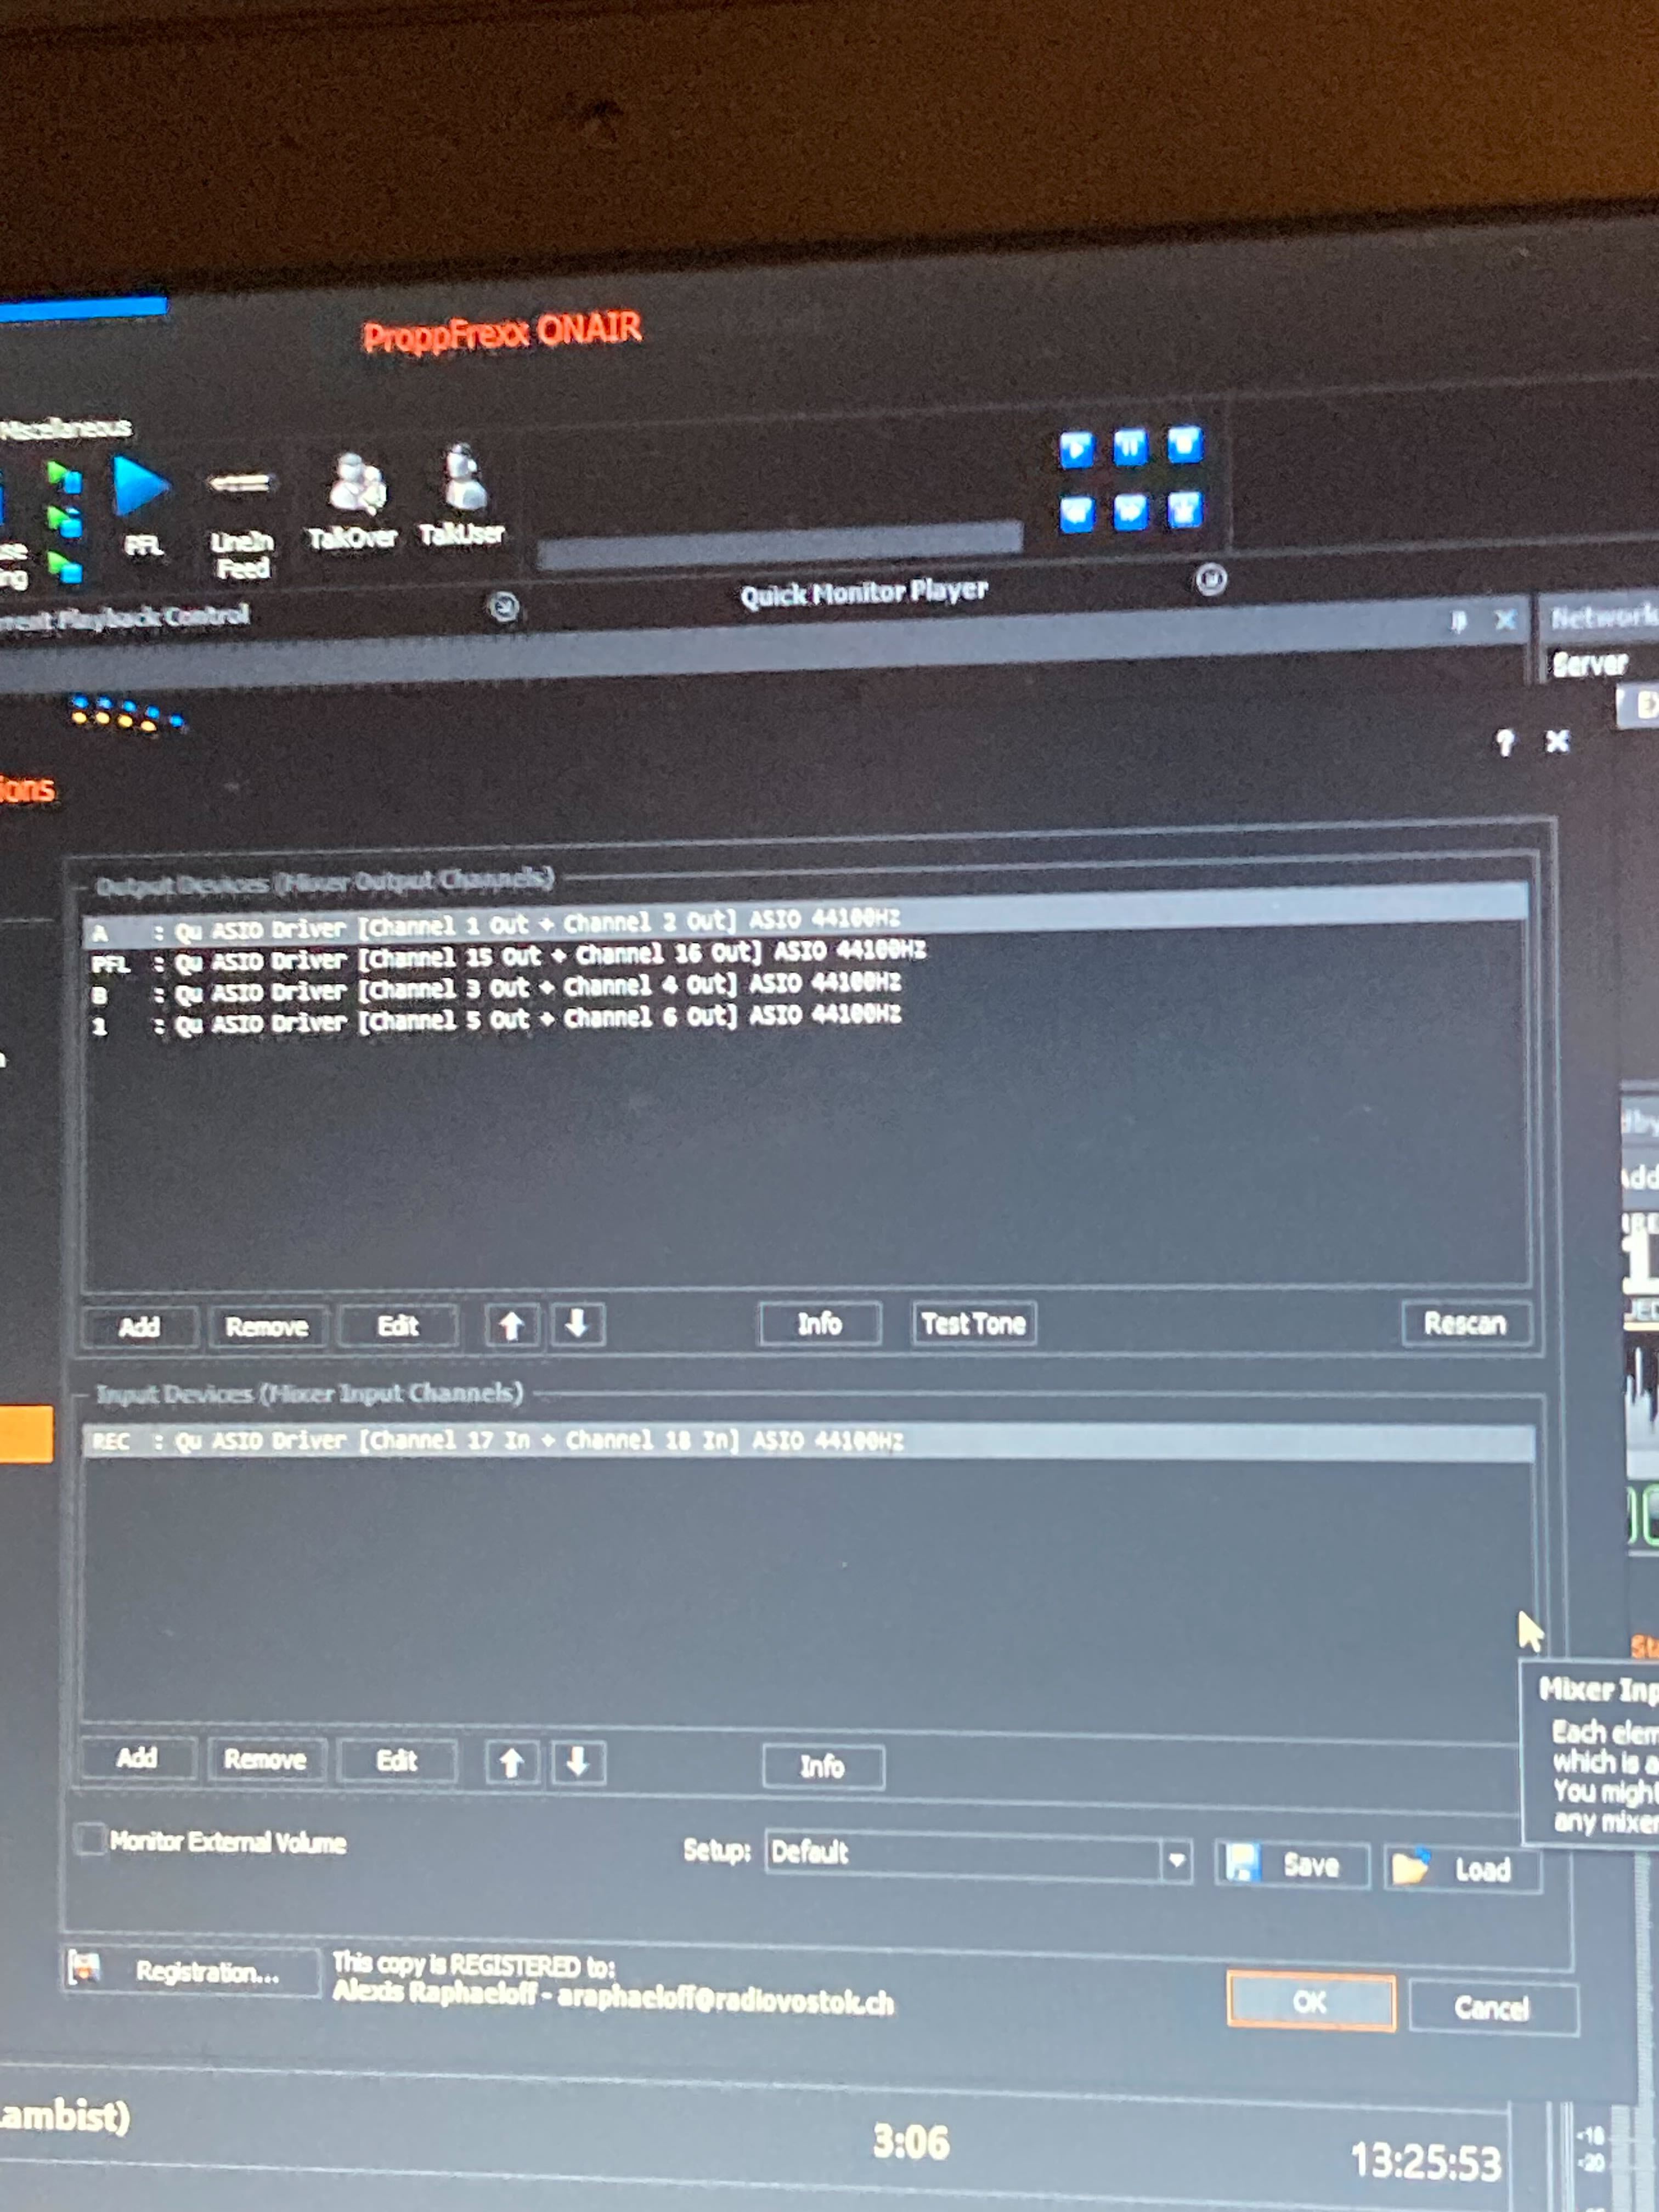 ProppFrexx ONAIR
Miscellaneous
PFL
LineIn
Feed
TalkOver
TalkUser
Playback Control
Quick Monitor Player
Network
Server
ions
? X
Output Devices (Mixer Output Channels)
A : Qu ASIO Driver [Channel 1 Out + Channel 2 Out] ASIO 44100Hz
PFL : Qu ASIO Driver [Channel 15 Out + Channel 16 Out] ASIO 44100Hz
B : Qu ASIO Driver [Channel 3 Out + Channel 4 Out] ASIO 44100Hz
1 : Qu ASIO Driver [Channel 5 Out + Channel 6 Out] ASIO 44100Hz
Add Remove Edit Info Test Tone Rescan
Input Devices (Mixer Input Channels)
REC : Qu ASIO Driver [Channel 17 In + Channel 18 In] ASIO 44100Hz
Mixer Inp
Each elem
which is a
You might
any mixer
Add Remove Edit Info
Monitor External Volume
Setup: Default Save Load
Registration...
This copy is REGISTERED to:
Alexis Raphaeloff - araphaeloff@radiovostok.ch
OK Cancel
ambist) 3:06 13:25:53
-18
-20